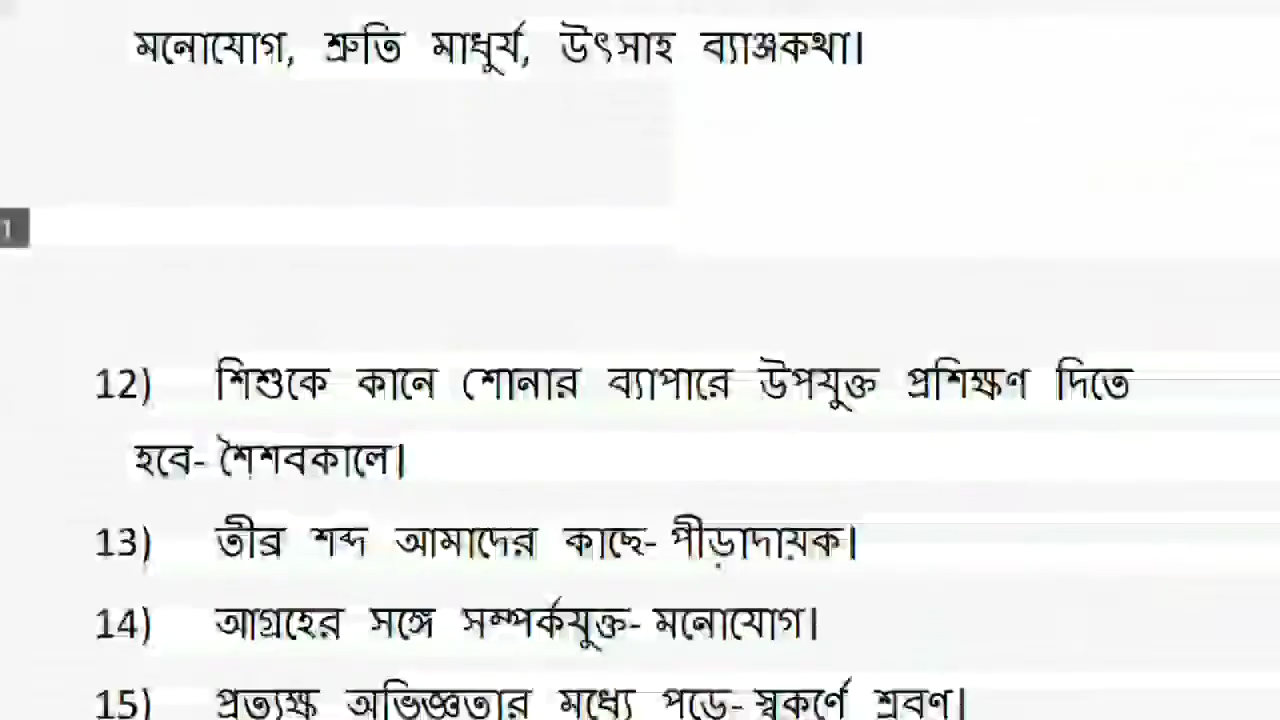 মনোযোগ, শ্রুতি মাধুর্য, উৎসাহ ব্যাঞ্জকথা।
1
12) শিশুকে কানে শোনার ব্যাপারে উপযুক্ত প্রশিক্ষণ দিতে
হবে- শৈশবকালে।
13) তীব্র শব্দ আমাদের কাছে- পীড়াদায়ক।
14) আগ্রহের সঙ্গে সম্পর্কযুক্ত- মনোযোগ।
15) প্রত্যক্ষ অভিজ্ঞতার মধ্যে পড়ে- স্বকর্ণে শ্রবণ।